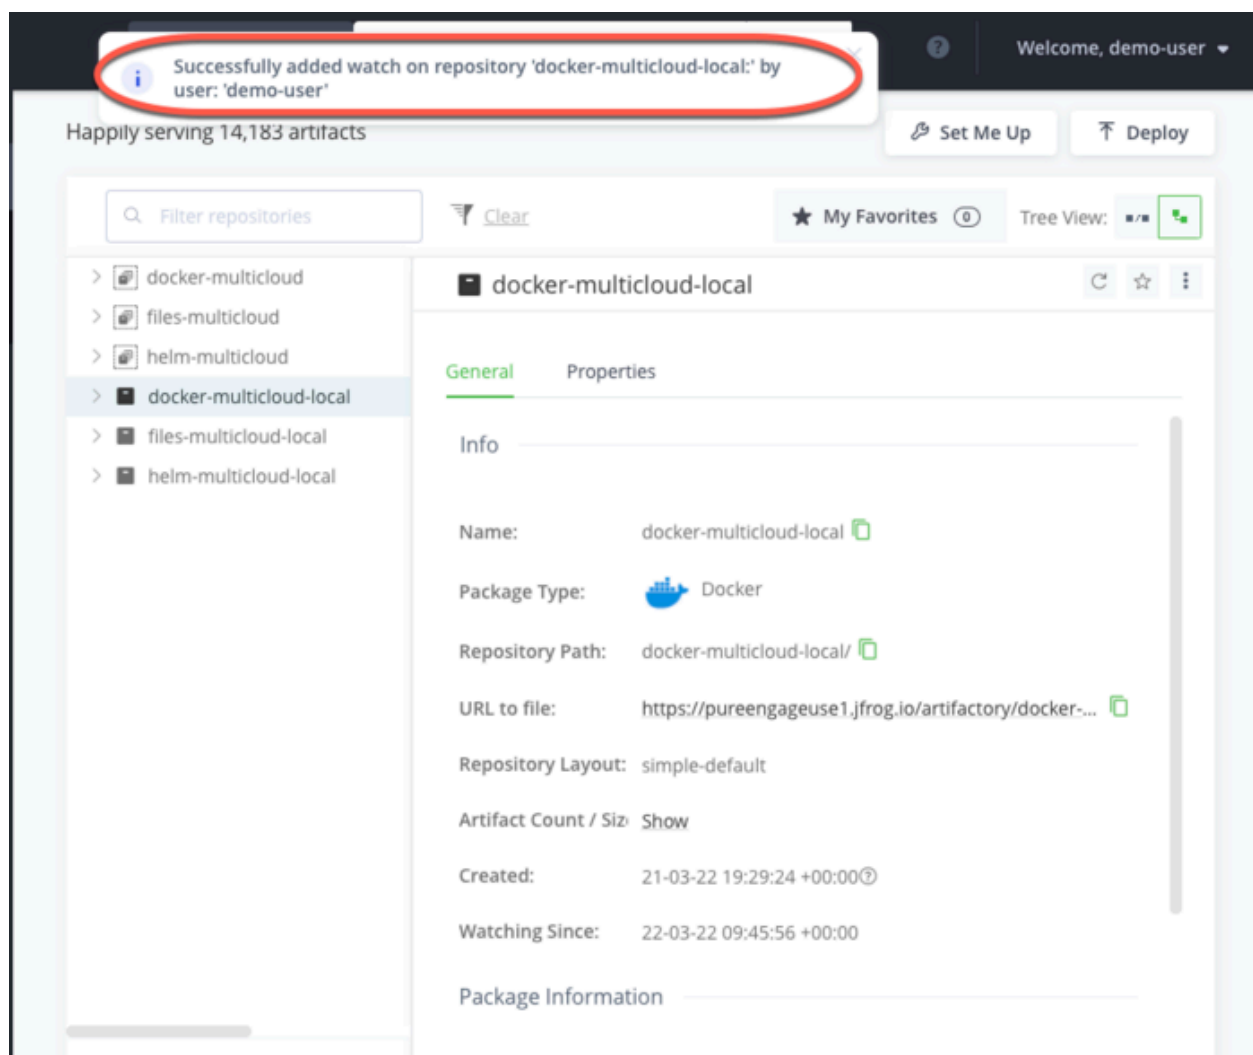 Successfully added watch on repository 'docker-multicloud-local:' by
user: 'demo-user'
Welcome, demo-user
Happily serving 14,183 artifacts
Set Me Up
Deploy
Filter repositories
Clear
My Favorites 0
Tree View:
docker-multicloud
files-multicloud
helm-multicloud
docker-multicloud-local
files-multicloud-local
helm-multicloud-local
docker-multicloud-local
General
Properties
Info
Name: docker-multicloud-local
Package Type: Docker
Repository Path: docker-multicloud-local/
URL to file: https://pureengageuse1.jfrog.io/artifactory/docker-...
Repository Layout: simple-default
Artifact Count / Siz Show
Created: 21-03-22 19:29:24 +00:00
Watching Since: 22-03-22 09:45:56 +00:00
Package Information